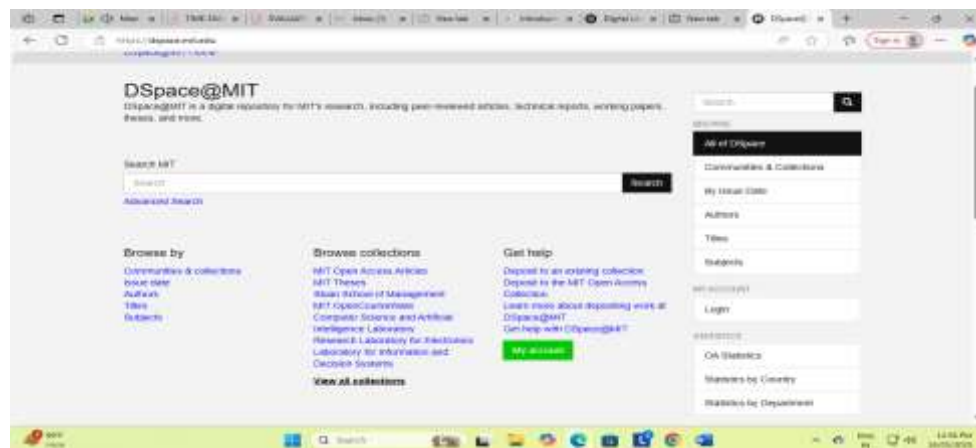 DSpace@MIT
DSpace@MIT is a digital repository for MIT's research, including peer-reviewed articles, technical reports, working papers,
theses, and more.
Search MIT
Search
Search
Advanced Search
Browse by
Communities & collections
Issue date
Authors
Titles
Subjects
Browse collections
MIT Open Access Articles
MIT Theses
Sloan School of Management
MIT OpenCourseWare
Computer Science and Artificial
Intelligence Laboratory
Research Laboratory for Electronics
Laboratory for Information and
Decision Systems
View all collections
Get help
Deposit to an existing collection
Deposit to the MIT Open Access
Collection
Learn more about depositing work at
DSpace@MIT
Get help with DSpace@MIT
My account
Search
BROWSE
All of DSpace
Communities & Collections
By Issue Date
Authors
Titles
Subjects
MY ACCOUNT
Login
STATISTICS
OA Statistics
Statistics by Country
Statistics by Department
Search